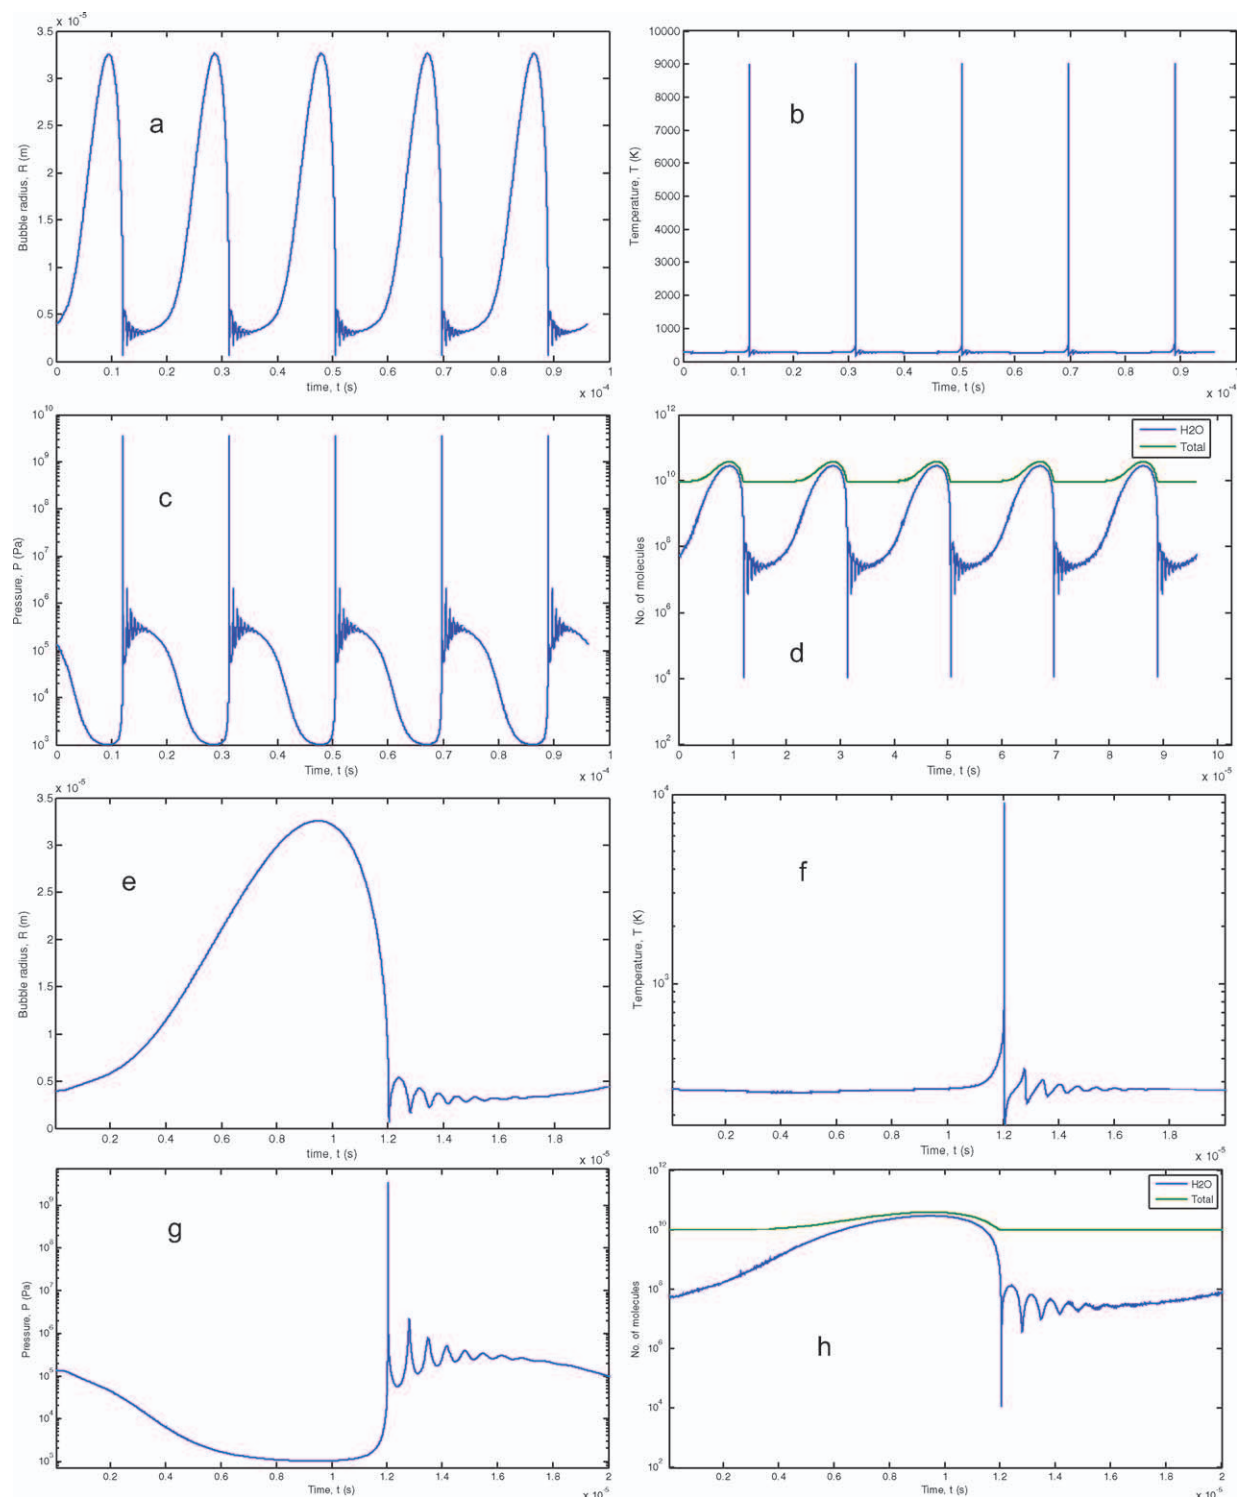 x 10⁻⁵
3.5
3
2.5
2
1.5
1
0.5
0
Bubble radius, R (m)
a
0 0.1 0.2 0.3 0.4 0.5 0.6 0.7 0.8 0.9 1
time, t (s)
x 10⁻⁴
10000
9000
8000
7000
6000
5000
4000
3000
2000
1000
0
Temperature, T (K)
b
0 0.1 0.2 0.3 0.4 0.5 0.6 0.7 0.8 0.9 1
Time, t (s)
x 10⁻⁴
10¹⁰
10⁹
10⁸
10⁷
10⁶
10⁵
10⁴
10³
Pressure, P (Pa)
c
0 0.1 0.2 0.3 0.4 0.5 0.6 0.7 0.8 0.9 1
Time, t (s)
x 10⁻⁴
10¹²
10¹⁰
10⁸
10⁶
10⁴
10²
No. of molecules
H2O
Total
d
0 1 2 3 4 5 6 7 8 9 10
Time, t (s)
x 10⁻⁵
x 10⁻⁵
3.5
3
2.5
2
1.5
1
0.5
0
Bubble radius, R (m)
e
0.2 0.4 0.6 0.8 1 1.2 1.4 1.6 1.8 2
time, t (s)
x 10⁻⁵
10⁴
10³
Temperature, T (K)
f
0.2 0.4 0.6 0.8 1 1.2 1.4 1.6 1.8 2
Time, t (s)
x 10⁻⁵
10⁹
10⁹
10⁷
10⁶
10⁵
10⁴
10³
Pressure, P (Pa)
g
0.2 0.4 0.6 0.8 1 1.2 1.4 1.6 1.8 2
Time, t (s)
x 10⁻⁵
10¹²
10¹⁰
10⁸
10⁶
10⁴
10²
No. of molecules
H2O
Total
h
0.2 0.4 0.6 0.8 1 1.2 1.4 1.6 1.8 2
Time, t (s)
x 10⁻⁵